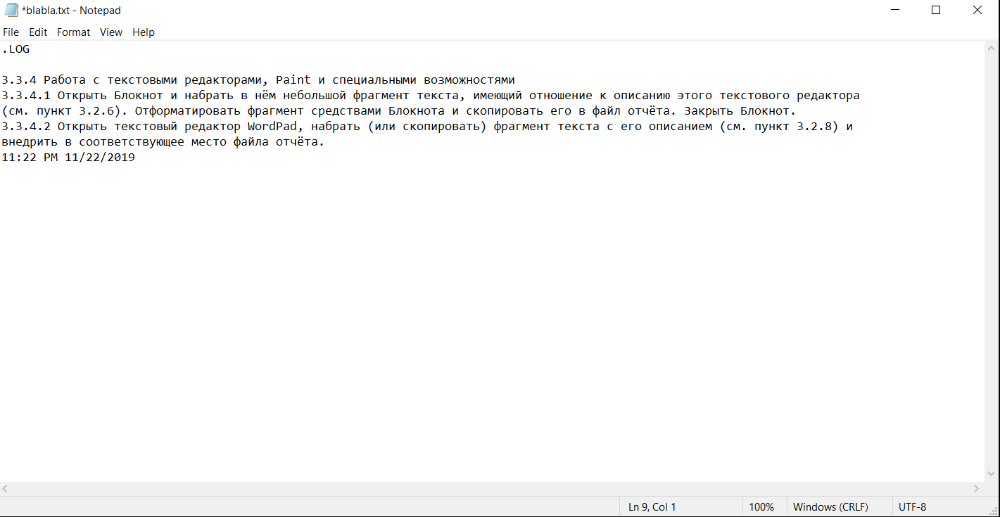 *blabla.txt - Notepad
File Edit Format View Help
.LOG
3.3.4 Работа с текстовыми редакторами, Paint и специальными возможностями
3.3.4.1 Открыть Блокнот и набрать в нём небольшой фрагмент текста, имеющий отношение к описанию этого текстового редактора
(см. пункт 3.2.6). Отформатировать фрагмент средствами Блокнота и скопировать его в файл отчёта. Закрыть Блокнот.
3.3.4.2 Открыть текстовый редактор WordPad, набрать (или скопировать) фрагмент текста с его описанием (см. пункт 3.2.8) и
внедрить в соответствующее место файла отчёта.
11:22 PM 11/22/2019
Ln 9, Col 1 100% Windows (CRLF) UTF-8